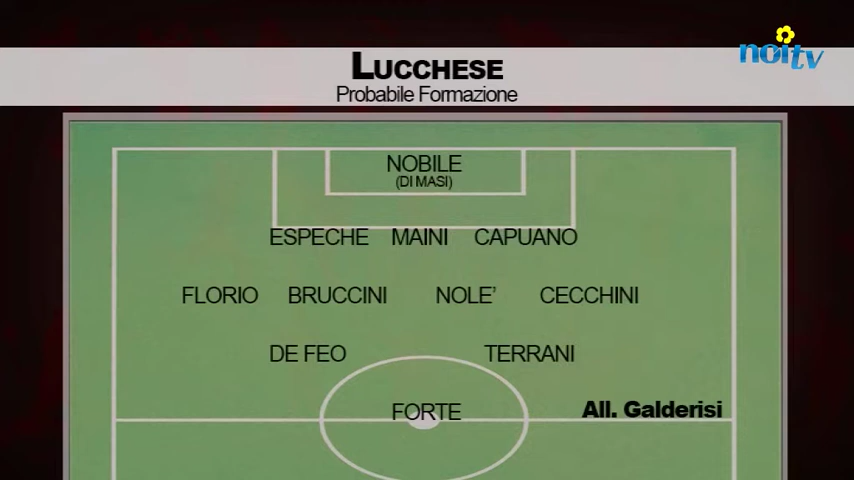 LUCCHESE
noitv
Probabile Formazione
NOBILE
(DI MASI)
ESPECHE MAINI CAPUANO
FLORIO BRUCCINI NOLE' CECCHINI
DE FEO TERRANI
FORTE All. Galderisi